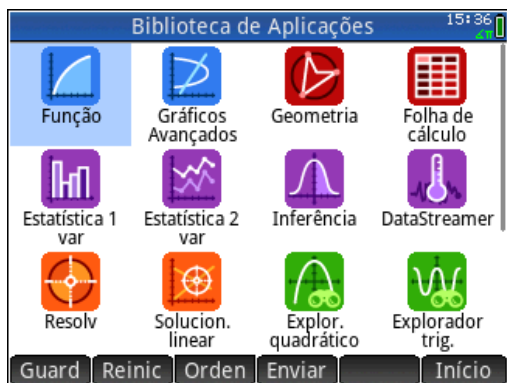 Biblioteca de Aplicações
15:36
∠π
Função
Gráficos
Avançados
Geometria
Folha de
cálculo
Estatística 1
var
Estatística 2
var
Inferência
DataStreamer
Resolv
Solucion.
linear
Explor.
quadrático
Explorador
trig.
Guard
Reinic
Orden
Enviar
Início